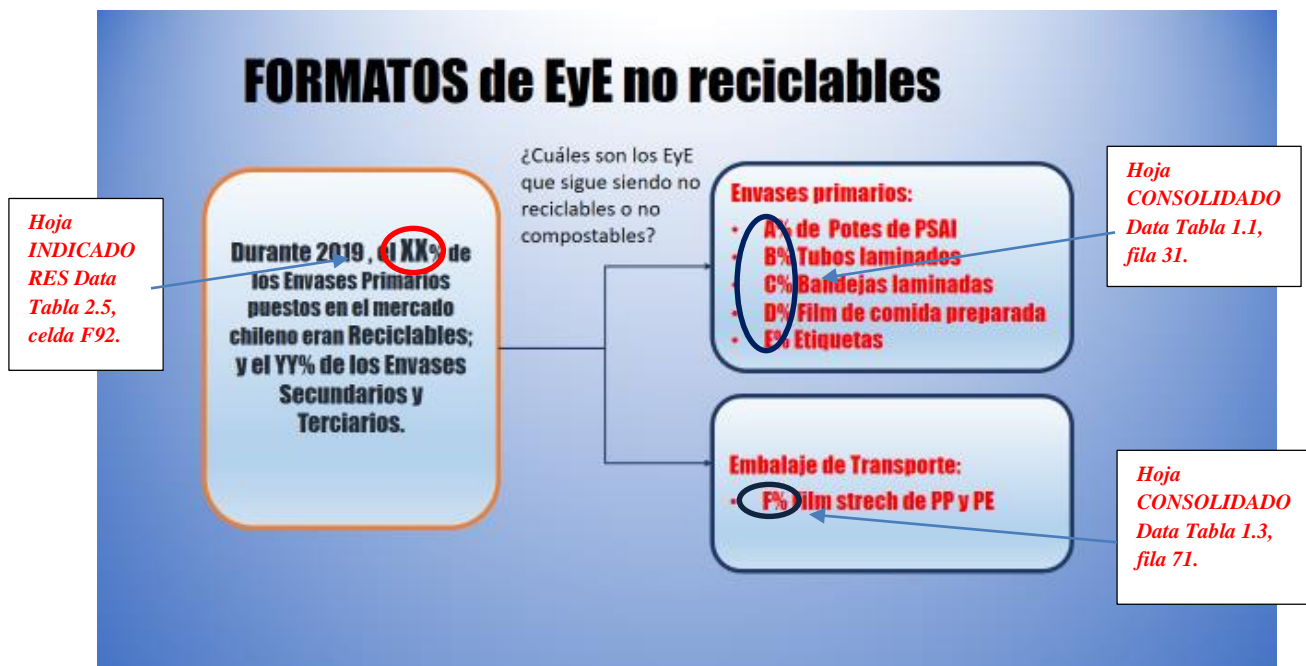 FORMATOS de EyE no reciclables
Hoja
INDICADO
RES Data
Tabla 2.5,
celda F92.
Durante 2019 , el XX% de
los Envases Primarios
puestos en el mercado
chileno eran Reciclables;
y el YY% de los Envases
Secundarios y
Terciarios.
¿Cuáles son los EyE
que sigue siendo no
reciclables o no
compostables?
Envases primarios:
• A% de Potes de PSAI
• B% Tubos laminados
• C% Bandejas laminadas
• D% Film de comida preparada
• E% Etiquetas
Hoja
CONSOLIDADO
Data Tabla 1.1,
fila 31.
Embalaje de Transporte:
• F% Film strech de PP y PE
Hoja
CONSOLIDADO
Data Tabla 1.3,
fila 71.